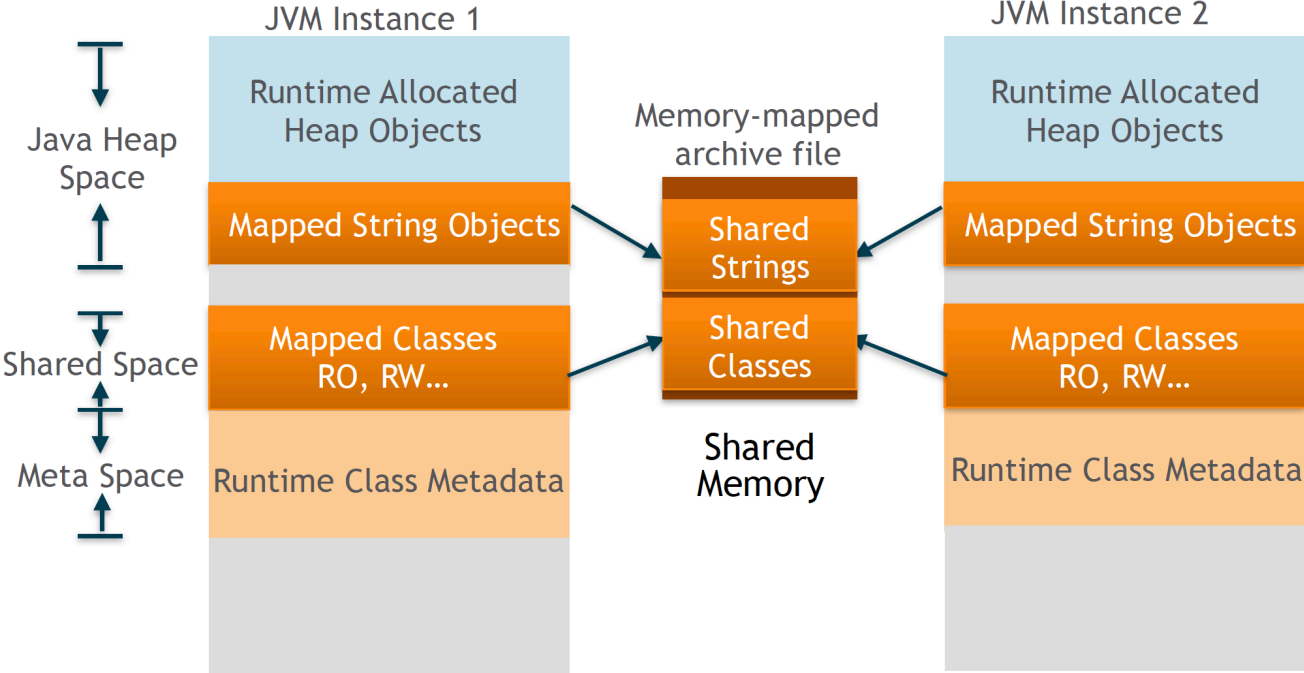 JVM Instance 1
JVM Instance 2
Java Heap
Space
Shared Space
Meta Space
Runtime Allocated
Heap Objects
Mapped String Objects
Mapped Classes
RO, RW...
Runtime Class Metadata
Memory-mapped
archive file
Shared
Strings
Shared
Classes
Shared
Memory
Runtime Allocated
Heap Objects
Mapped String Objects
Mapped Classes
RO, RW...
Runtime Class Metadata